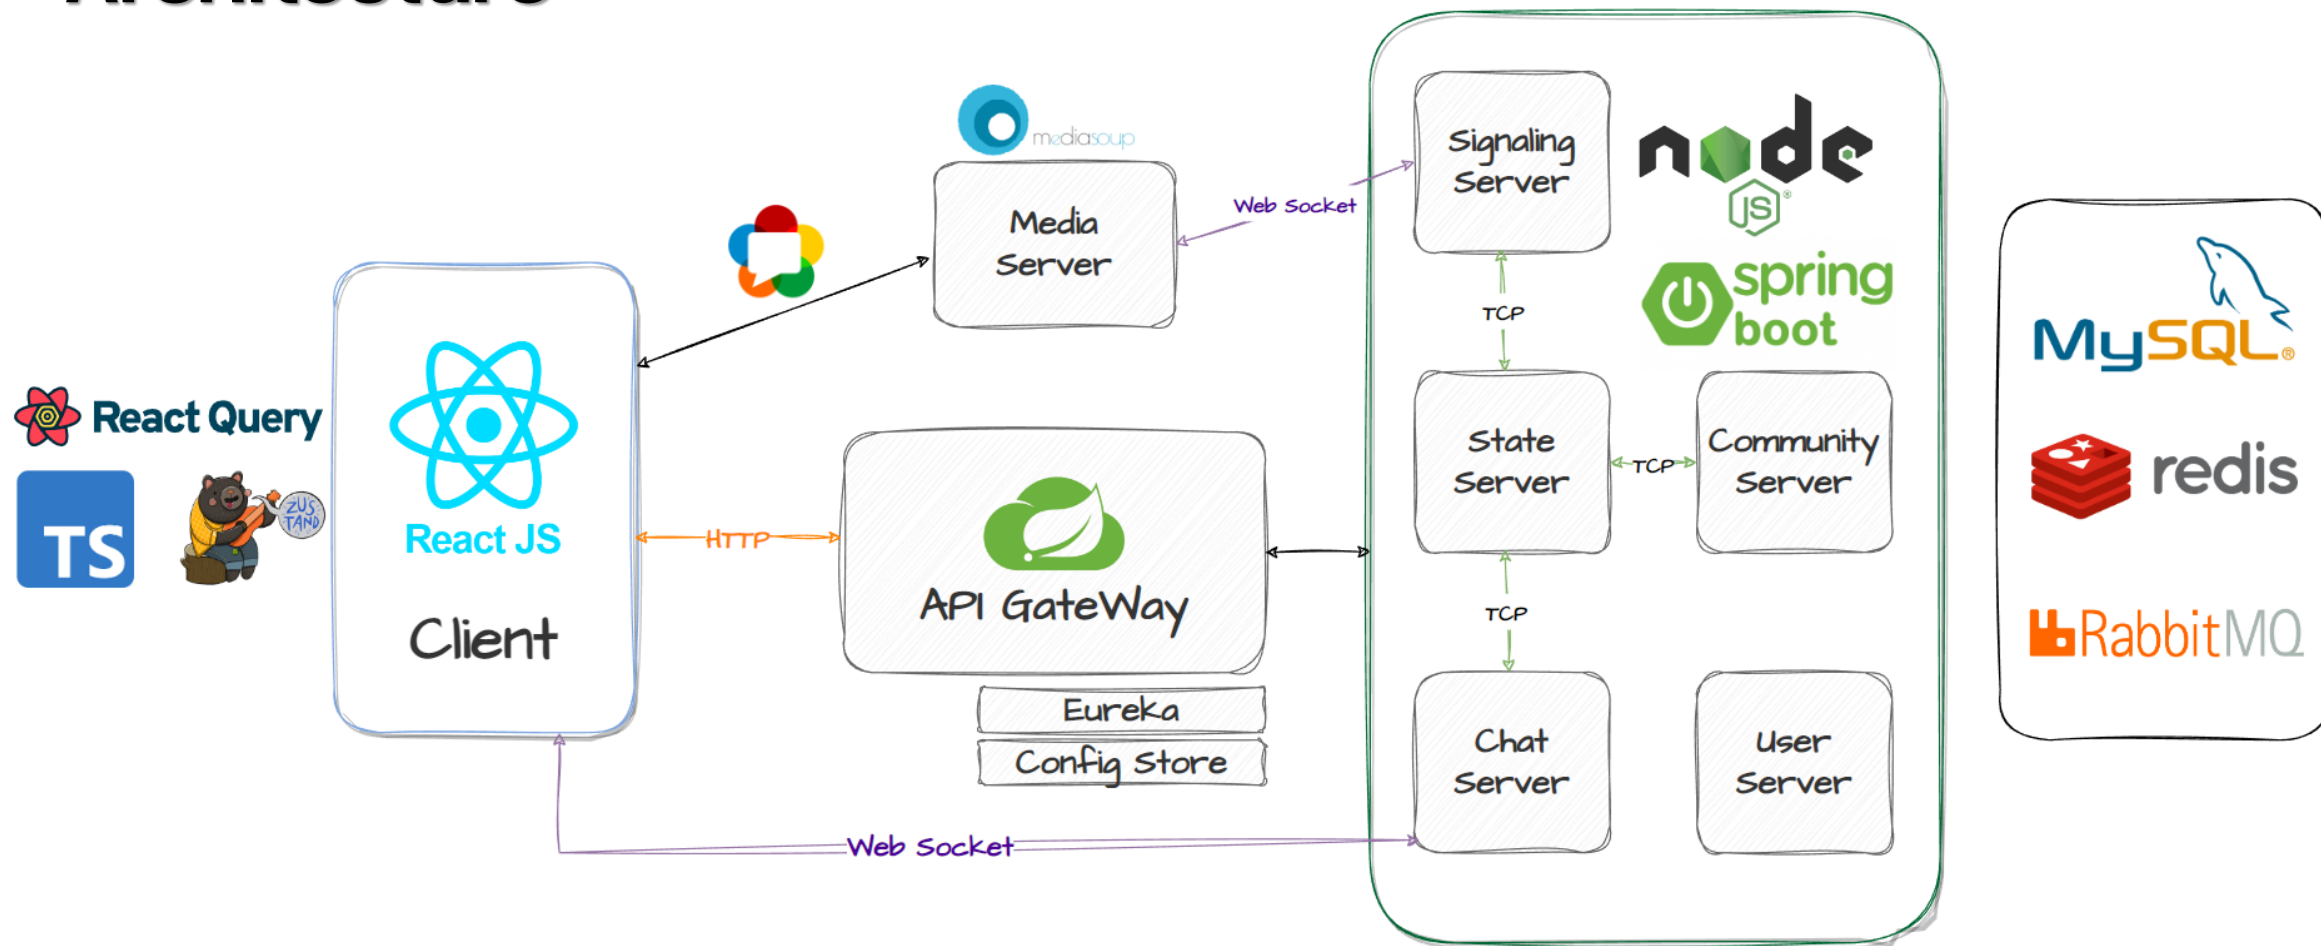 Architecture
mediasoup
Signaling
Server
node
JS
Media
Server
Web Socket
spring
boot
TCP
MySQL
React Query
TS
ZUS
TAND
React JS
Client
HTTP
API GateWay
State
Server
TCP
Community
Server
redis
TCP
RabbitMQ
Eureka
Config Store
Chat
Server
User
Server
Web Socket